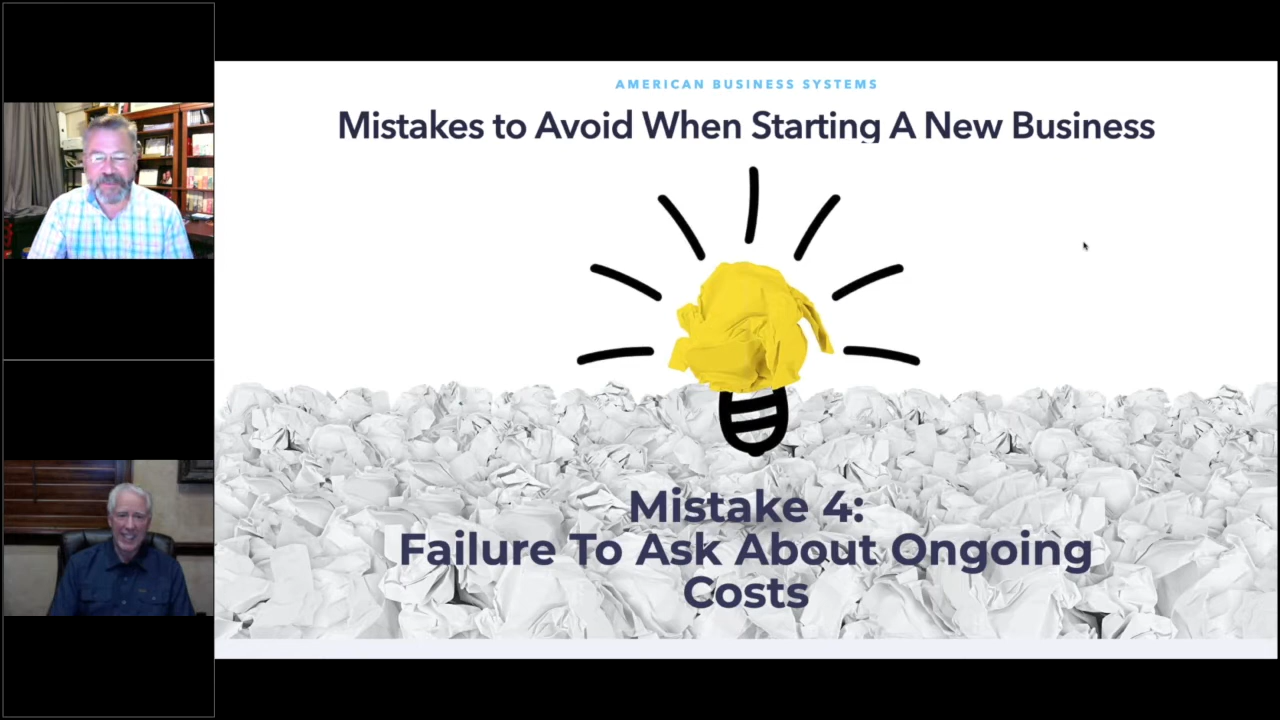 AMERICAN BUSINESS SYSTEMS
Mistakes to Avoid When Starting A New Business
Mistake 4:
Failure To Ask About Ongoing
Costs